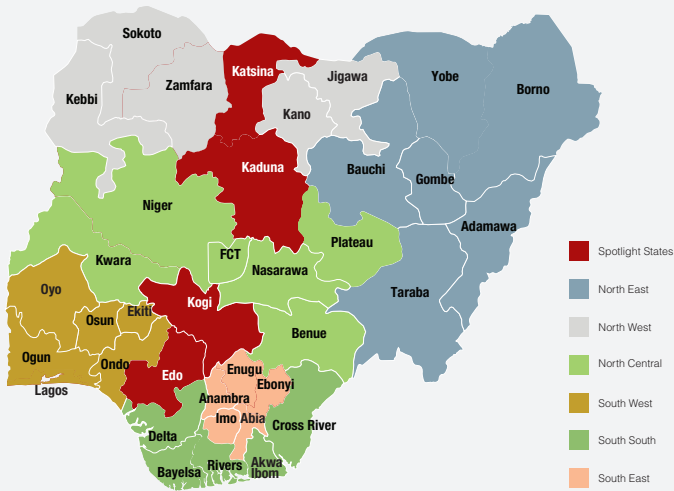 Sokoto
Katsina
Jigawa
Yobe
Borno
Zamfara
Kebbi
Kano
Kaduna
Bauchi
Gombe
Niger
Adamawa
Plateau
FCT
Kwara
Nasarawa
Taraba
Oyo
Kogi
Ekiti
Osun
Benue
Ogun
Ondo
Edo
Enugu
Ebonyi
Lagos
Anambra
Imo
Abia
Cross River
Delta
Bayelsa
Rivers
Akwa
Ibom
Spotlight States
North East
North West
North Central
South West
South South
South East